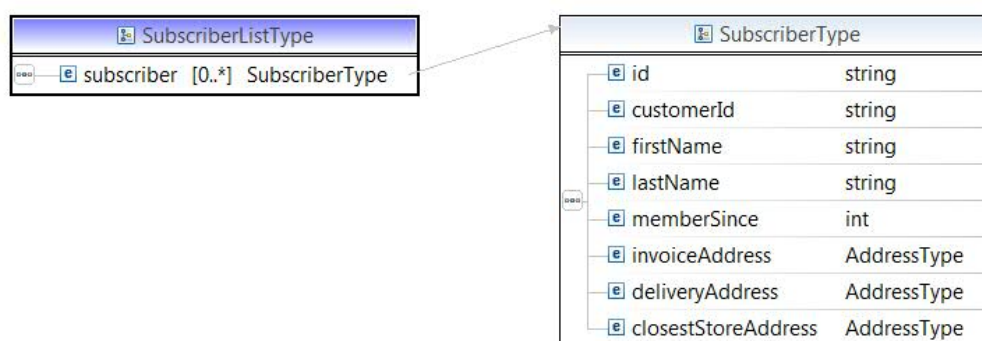 SubscriberListType
e subscriber [0..*] SubscriberType
SubscriberType
e id string
e customerId string
e firstName string
e lastName string
e memberSince int
e invoiceAddress AddressType
e deliveryAddress AddressType
e closestStoreAddress AddressType